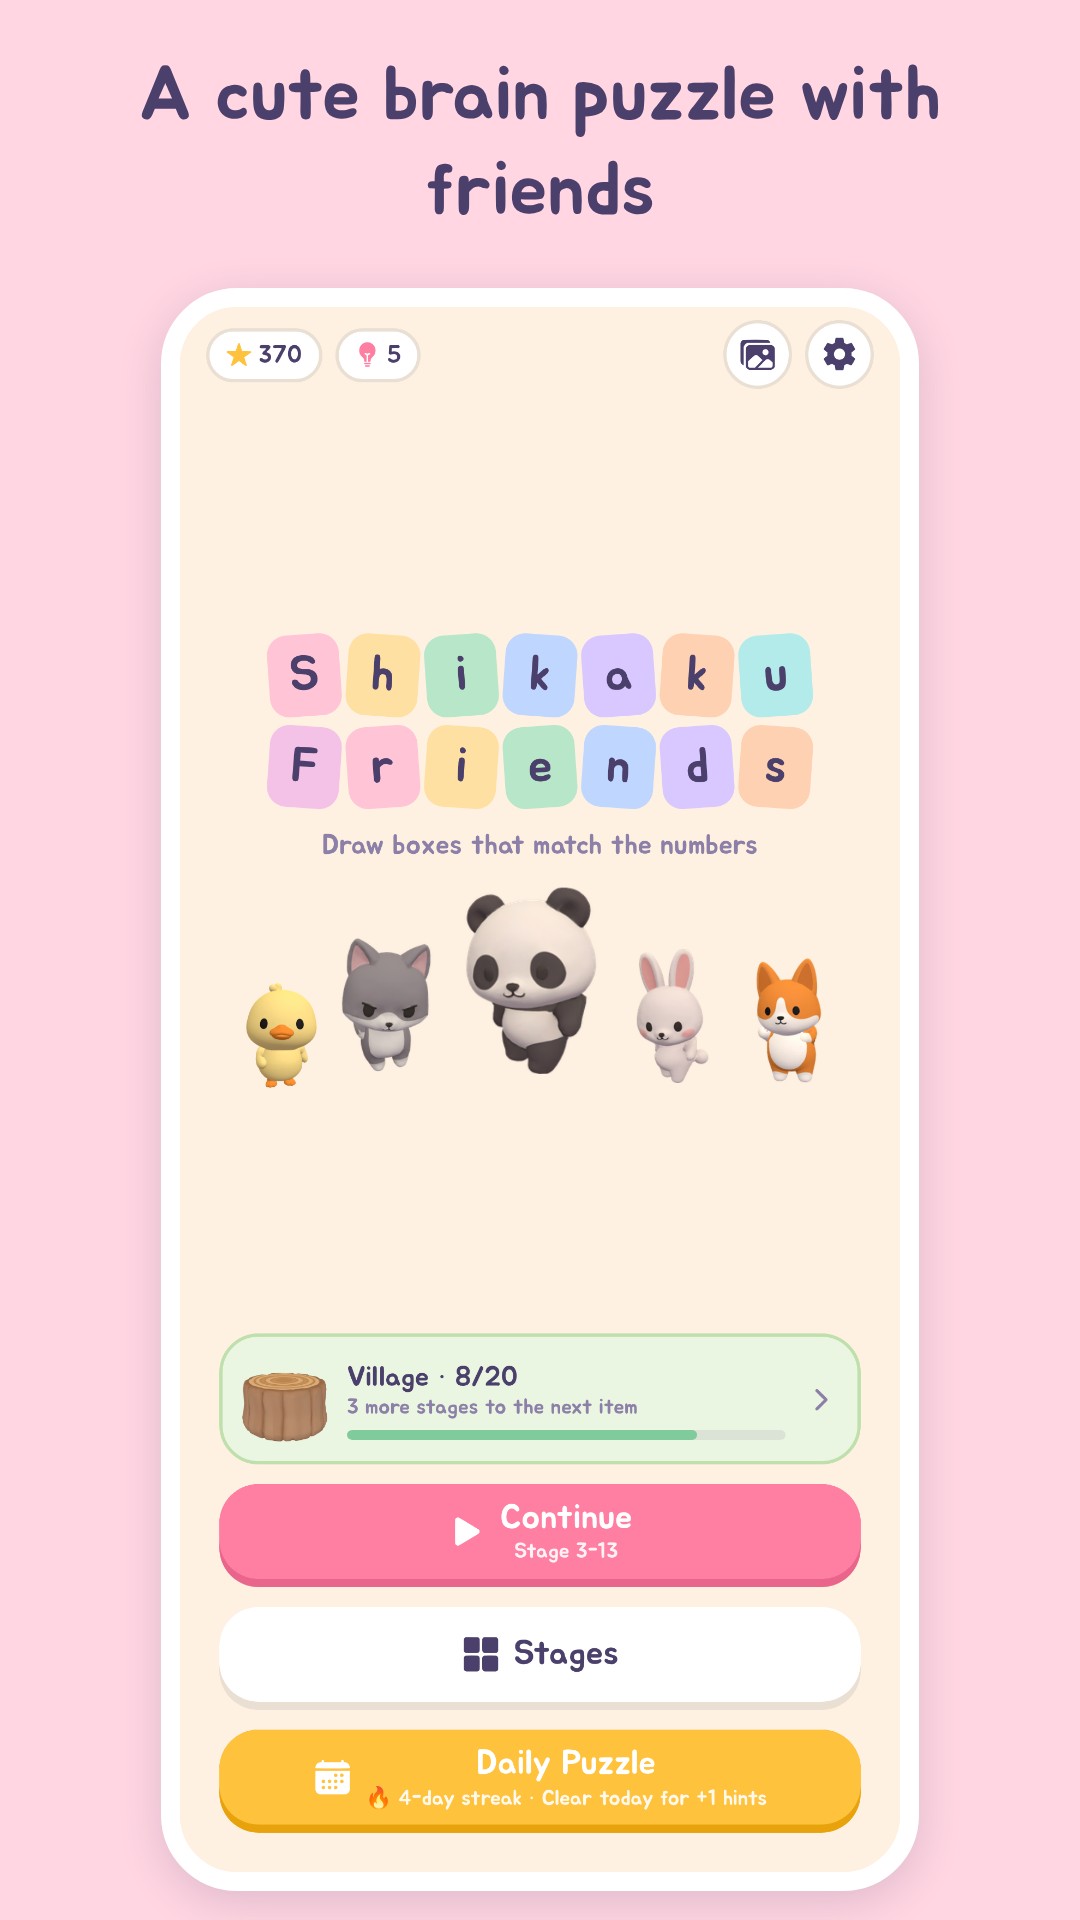 A cute brain puzzle with
friends
370
5
Shikaku
Friends
Draw boxes that match the numbers
Village · 8/20
3 more stages to the next item
Continue
Stage 3-13
Stages
Daily Puzzle
🔥 4-day streak · Clear today for +1 hints